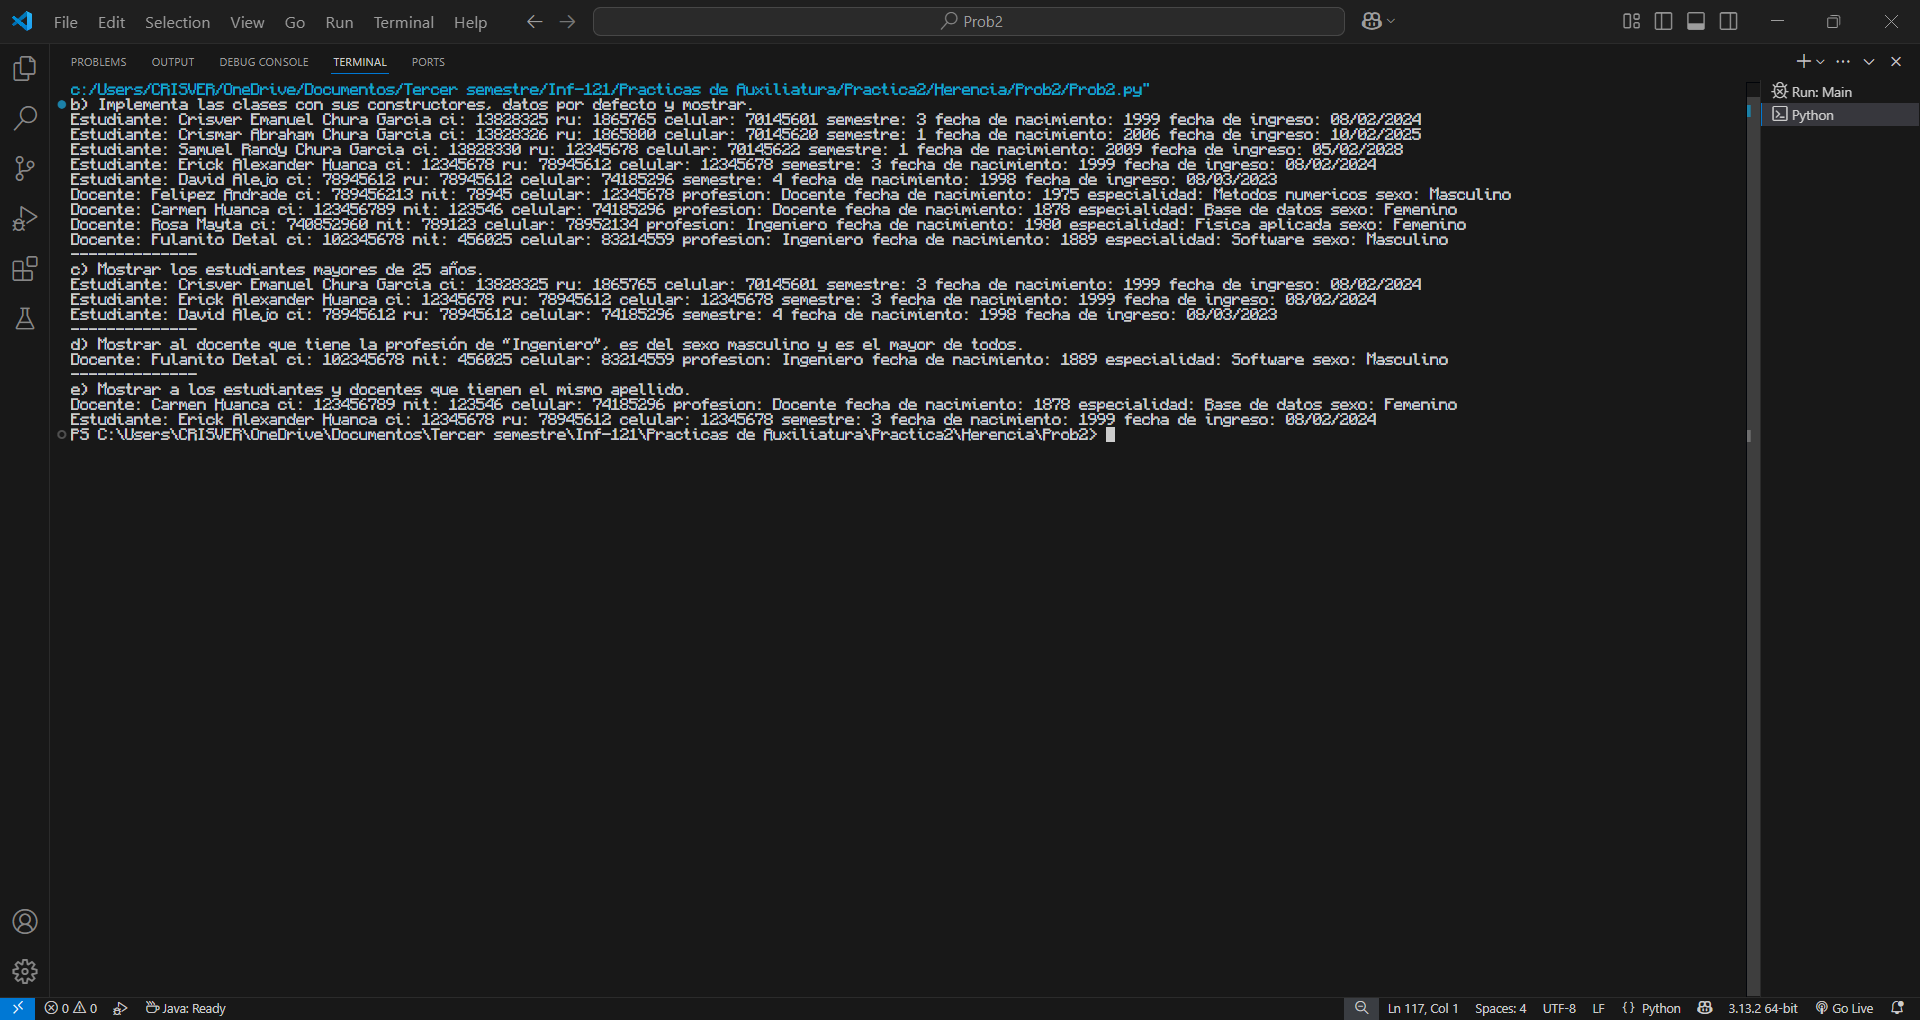 File Edit Selection View Go Run Terminal Help
Prob2
PROBLEMS OUTPUT DEBUG CONSOLE TERMINAL PORTS
c:/Users/CRISVER/OneDrive/Documentos/Tercer semestre/Inf-121/Practicas de Auxiliatura/Practica2/Herencia/Prob2/Prob2.py"
b) Implementa las clases con sus constructores, datos por defecto y mostrar.
Estudiante: Crisver Emanuel Chura Garcia ci: 13828325 ru: 1865765 celular: 70145601 semestre: 3 fecha de nacimiento: 1999 fecha de ingreso: 08/02/2024
Estudiante: Crismar Abraham Chura Garcia ci: 13828326 ru: 1865800 celular: 70145620 semestre: 1 fecha de nacimiento: 2006 fecha de ingreso: 10/02/2025
Estudiante: Samuel Randy Chura Garcia ci: 13828330 ru: 12345678 celular: 70145622 semestre: 1 fecha de nacimiento: 2009 fecha de ingreso: 05/02/2028
Estudiante: Erick Alexander Huanca ci: 12345678 ru: 78945612 celular: 12345678 semestre: 3 fecha de nacimiento: 1999 fecha de ingreso: 08/02/2024
Estudiante: David Alejo ci: 78945612 ru: 78945612 celular: 74185296 semestre: 4 fecha de nacimiento: 1998 fecha de ingreso: 08/03/2023
Docente: Felipez Andrade ci: 789456213 nit: 78945 celular: 12345678 profesion: Docente fecha de nacimiento: 1975 especialidad: Metodos numericos sexo: Masculino
Docente: Carmen Huanca ci: 123456789 nit: 123546 celular: 74185296 profesion: Docente fecha de nacimiento: 1878 especialidad: Base de datos sexo: Femenino
Docente: Rosa Mayta ci: 740852960 nit: 789123 celular: 78952134 profesion: Ingeniero fecha de nacimiento: 1980 especialidad: Fisica aplicada sexo: Femenino
Docente: Fulanito Detal ci: 102345678 nit: 456025 celular: 83214559 profesion: Ingeniero fecha de nacimiento: 1889 especialidad: Software sexo: Masculino
--------------
c) Mostrar los estudiantes mayores de 25 años.
Estudiante: Crisver Emanuel Chura Garcia ci: 13828325 ru: 1865765 celular: 70145601 semestre: 3 fecha de nacimiento: 1999 fecha de ingreso: 08/02/2024
Estudiante: Erick Alexander Huanca ci: 12345678 ru: 78945612 celular: 12345678 semestre: 3 fecha de nacimiento: 1999 fecha de ingreso: 08/02/2024
Estudiante: David Alejo ci: 78945612 ru: 78945612 celular: 74185296 semestre: 4 fecha de nacimiento: 1998 fecha de ingreso: 08/03/2023
--------------
d) Mostrar al docente que tiene la profesión de “Ingeniero”, es del sexo masculino y es el mayor de todos.
Docente: Fulanito Detal ci: 102345678 nit: 456025 celular: 83214559 profesion: Ingeniero fecha de nacimiento: 1889 especialidad: Software sexo: Masculino
--------------
e) Mostrar a los estudiantes y docentes que tienen el mismo apellido.
Docente: Carmen Huanca ci: 123456789 nit: 123546 celular: 74185296 profesion: Docente fecha de nacimiento: 1878 especialidad: Base de datos sexo: Femenino
Estudiante: Erick Alexander Huanca ci: 12345678 ru: 78945612 celular: 12345678 semestre: 3 fecha de nacimiento: 1999 fecha de ingreso: 08/02/2024
PS C:\Users\CRISVER\OneDrive\Documentos\Tercer semestre\Inf-121\Practicas de Auxiliatura\Practica2\Herencia\Prob2>
Run: Main
Python
0 0 Java: Ready
Ln 117, Col 1 Spaces: 4 UTF-8 LF {} Python 3.13.2 64-bit Go Live